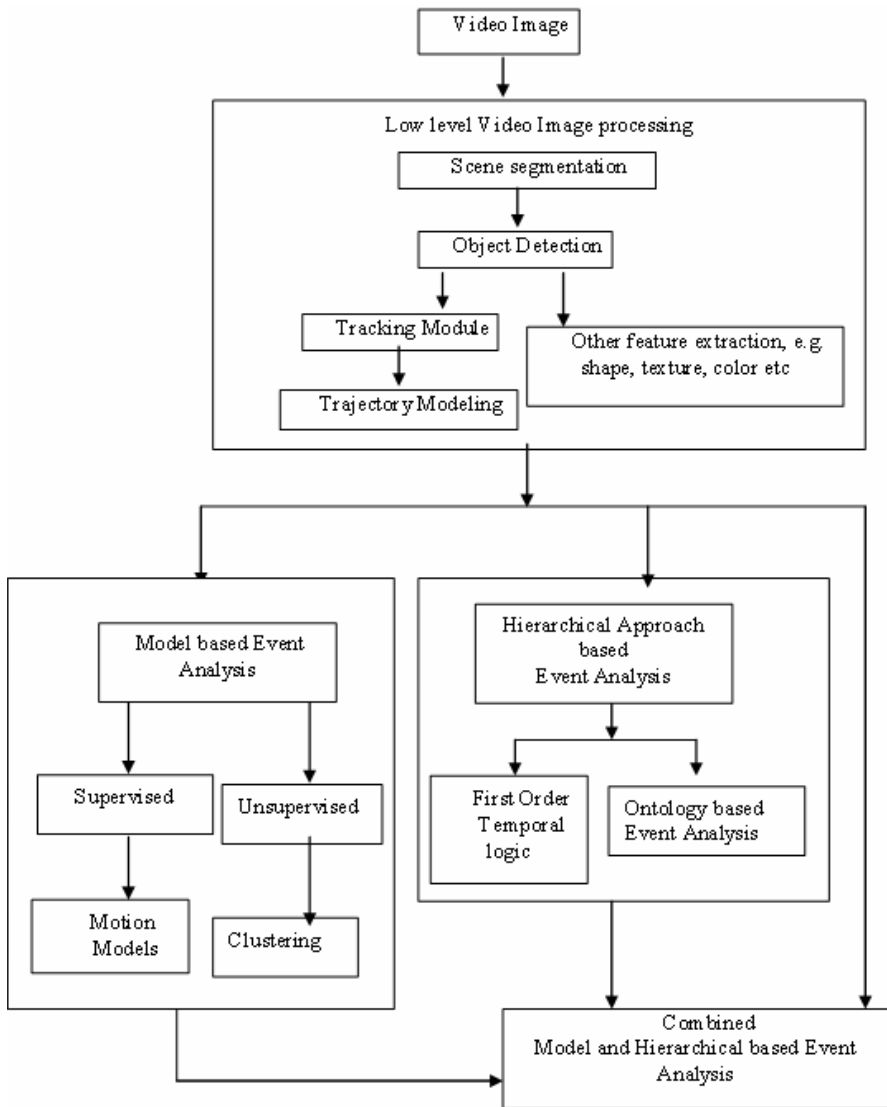 Video Image
Low level Video Image processing
Scene segmentation
Object Detection
Tracking Module
Other feature extraction, e.g.
shape, texture, color etc
Trajectory Modeling
Model based Event
Analysis
Supervised
Unsupervised
Motion
Models
Clustering
Hierarchical Approach
based
Event Analysis
First Order
Temporal
logic
Ontology based
Event Analysis
Combined
Model and Hierarchical based Event
Analysis